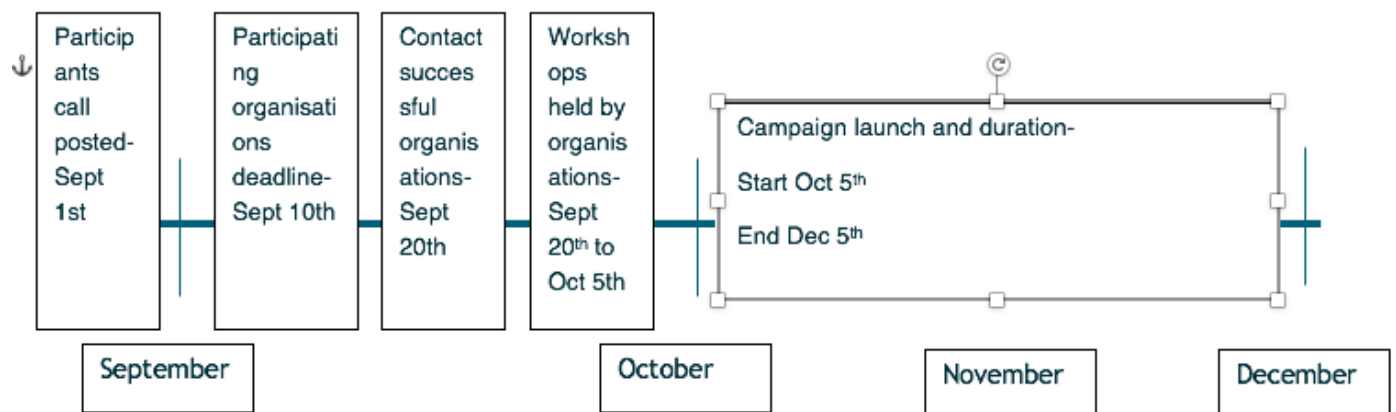 Particip
ants
call
posted-
Sept
1st
Participati
ng
organisati
ons
deadline-
Sept 10th
Contact
succes
sful
organis
ations-
Sept
20th
Worksh
ops
held by
organis
ations-
Sept
20th to
Oct 5th
Campaign launch and duration-
Start Oct 5th
End Dec 5th
September
October
November
December